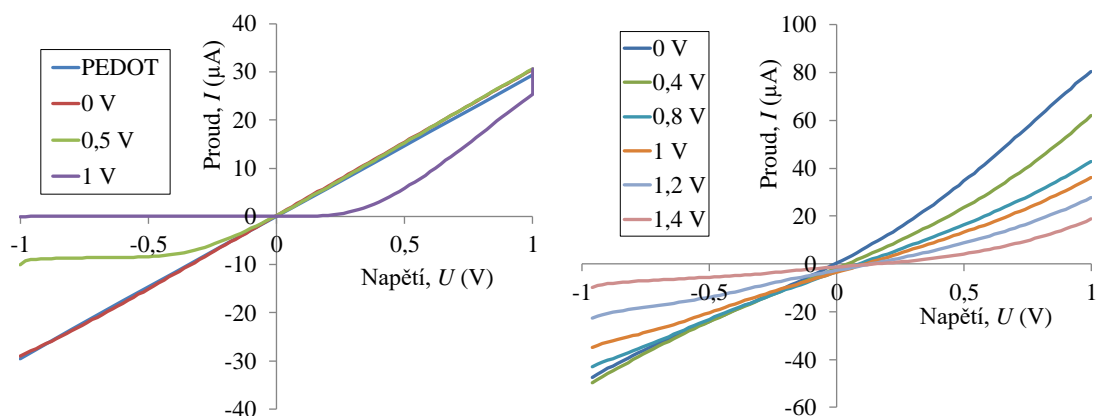 PEDOT
0 V
0,5 V
1 V
Proud, I (µA)
40
30
20
10
0
-10
-20
-30
-40
-1
-0,5
0
0,5
1
Napětí, U (V)
0 V
0,4 V
0,8 V
1 V
1,2 V
1,4 V
Proud, I (µA)
100
80
60
40
20
0
-20
-40
-60
-1
-0,5
0
0,5
1
Napětí, U (V)